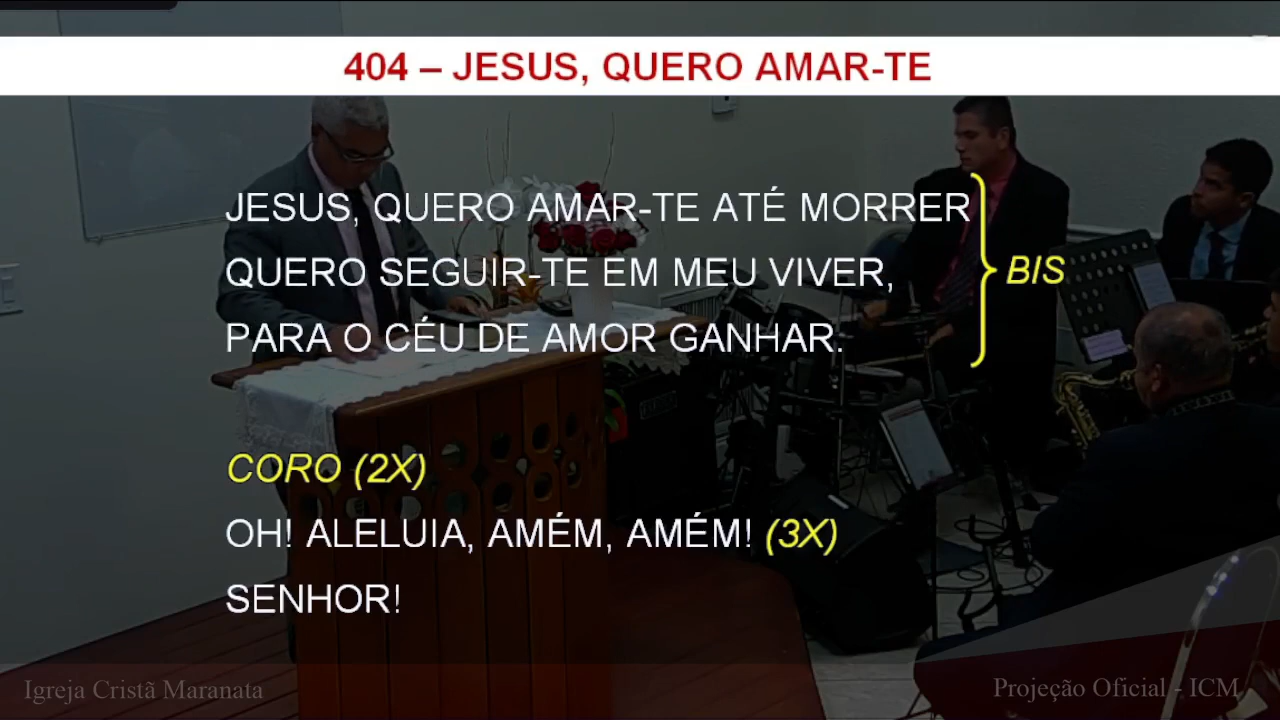 404 – JESUS, QUERO AMAR-TE
JESUS, QUERO AMAR-TE ATÉ MORRER
QUERO SEGUIR-TE EM MEU VIVER,
BIS
PARA O CÉU DE AMOR GANHAR.
CORO (2X)
OH! ALELUIA, AMÉM, AMÉM! (3X)
SENHOR!
Igreja Cristã Maranata
Projeção Oficial - ICM